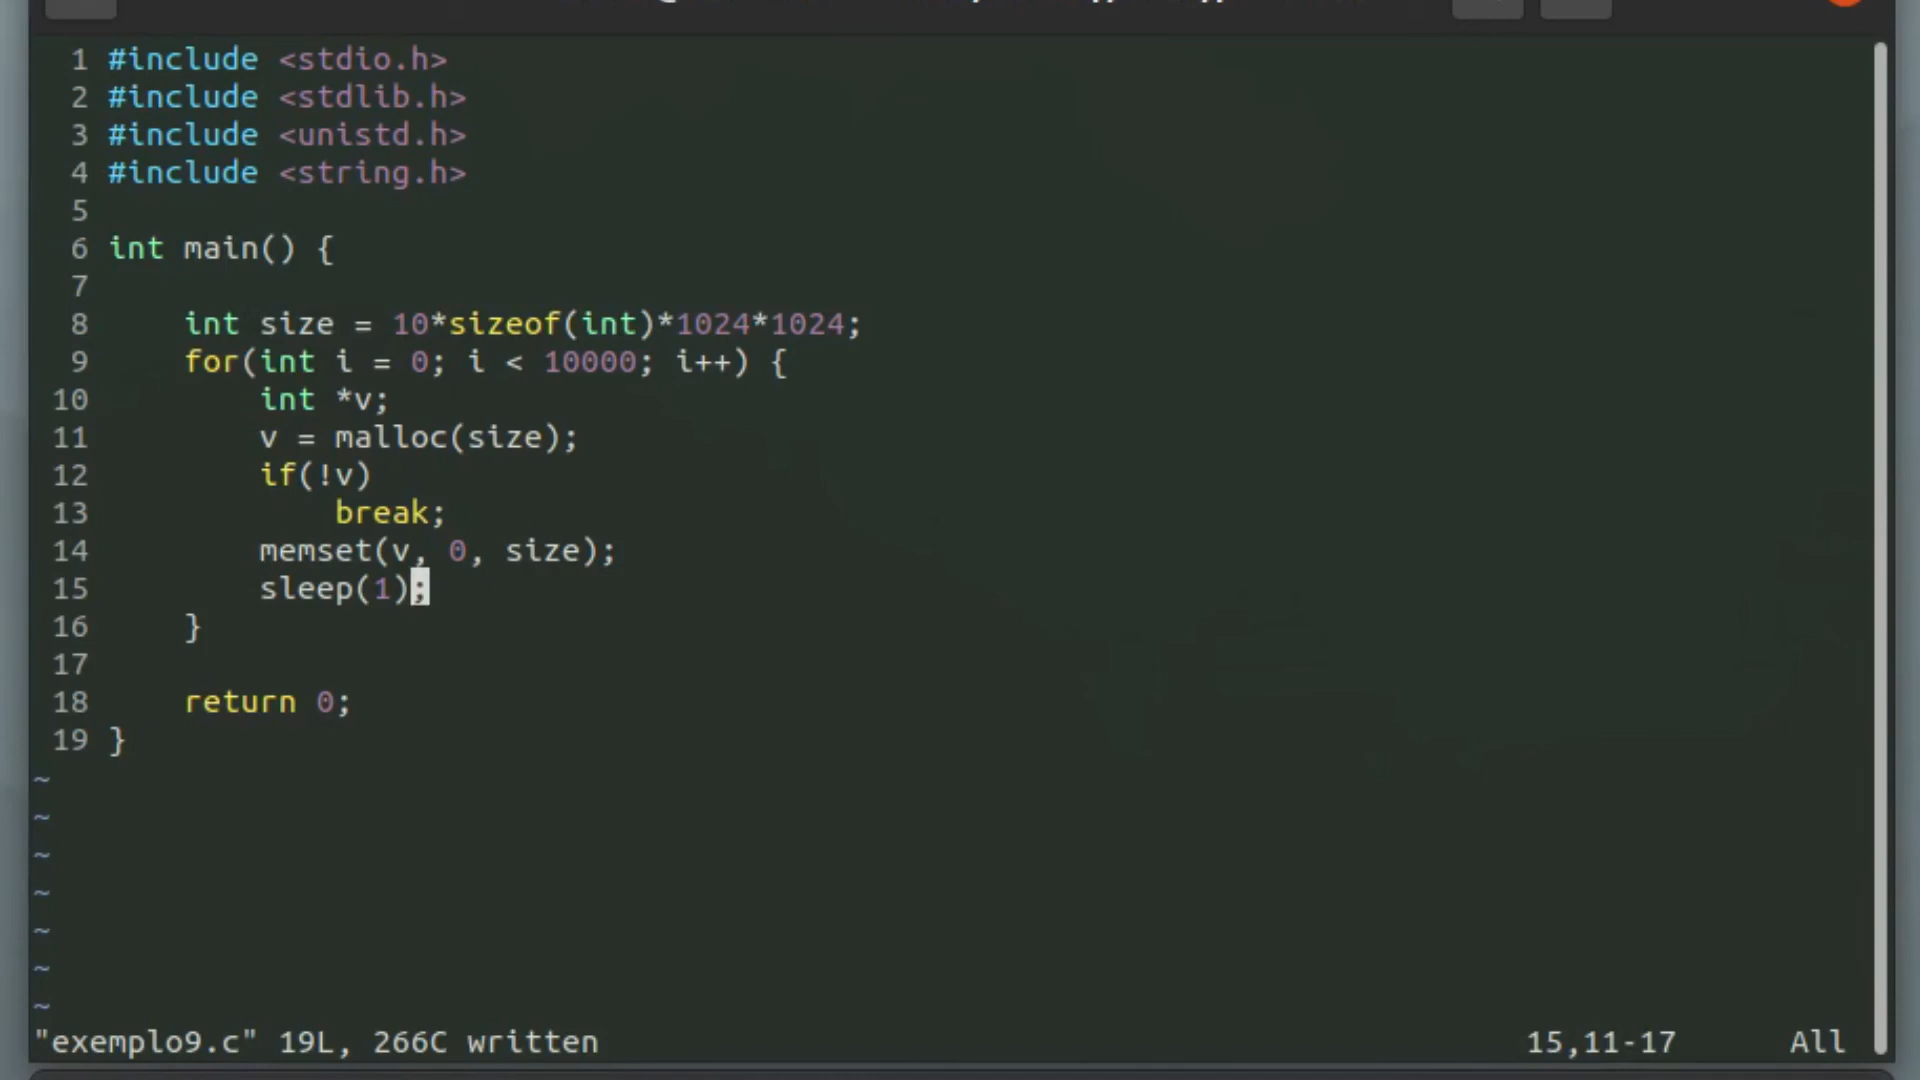 1 #include <stdio.h>
2 #include <stdlib.h>
3 #include <unistd.h>
4 #include <string.h>
5
6 int main() {
7
8     int size = 10*sizeof(int)*1024*1024;
9     for(int i = 0; i < 10000; i++) {
10         int *v;
11         v = malloc(size);
12         if(!v)
13             break;
14         memset(v, 0, size);
15         sleep(1);
16     }
17
18     return 0;
19 }
~
~
~
~
~
~
~
"exemplo9.c" 19L, 266C written 15,11-17 All